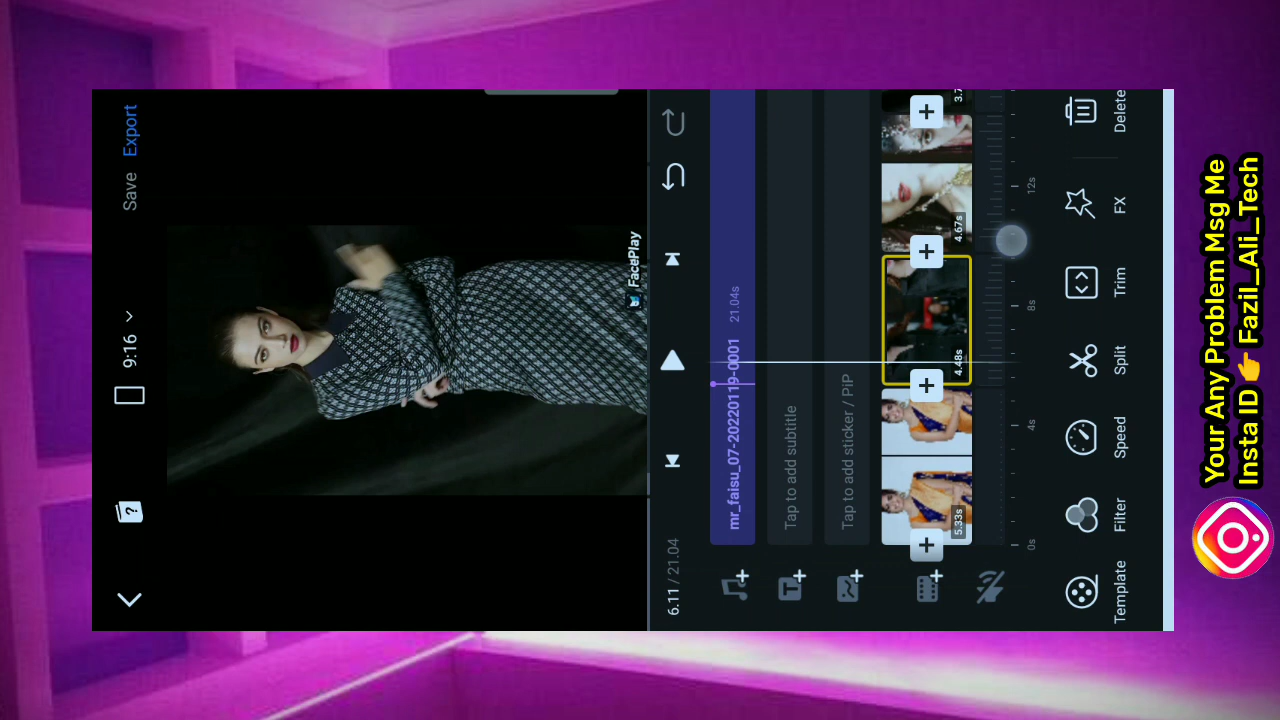 Save Export
9:16
FacePlay
6.11 / 21.04
mr_faisu_07-20220119-0001 21.04s
Tap to add subtitle
Tap to add sticker / PiP
5.33s
4.48s
4.67s
3.7
0s 4s 8s 12s
Template Filter Speed Split Trim FX Delete
Your Any Problem Msg Me
Insta ID 👉 Fazil_Ali_Tech